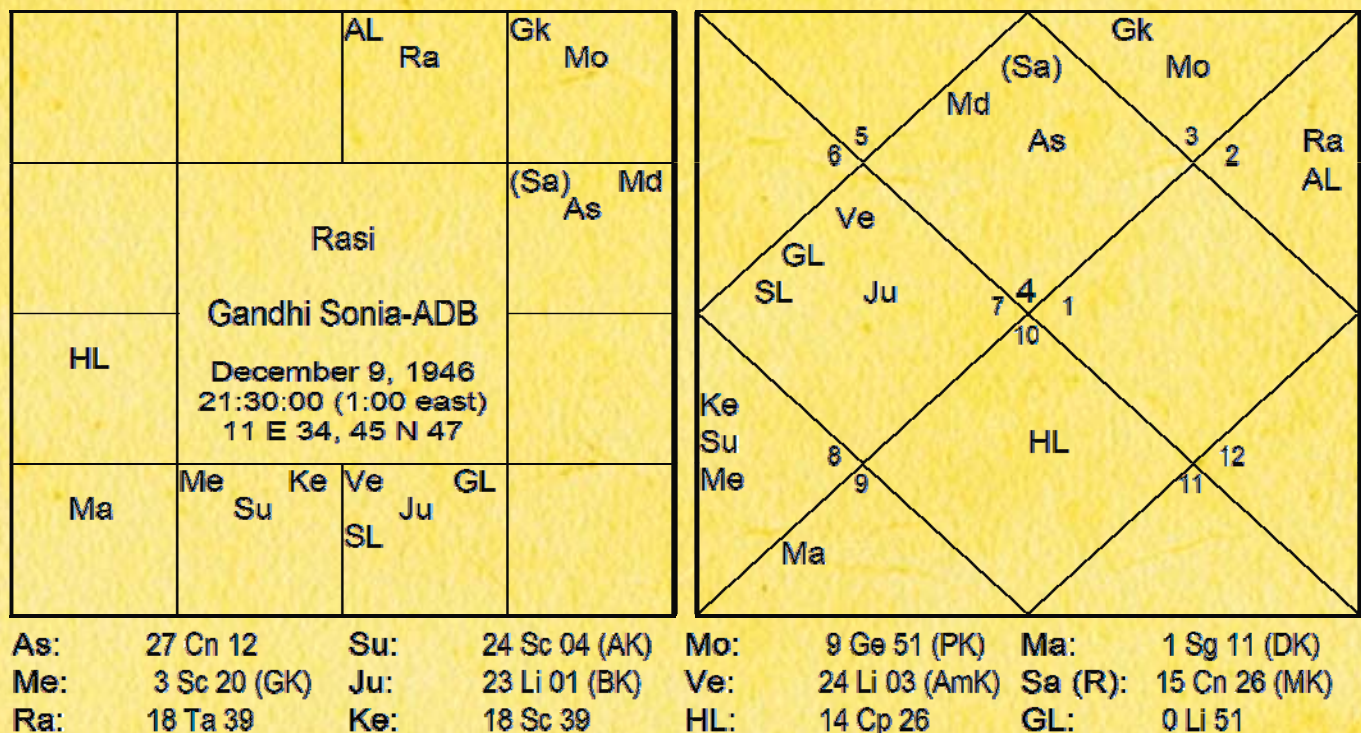 AL
Ra
Gk
Mo
(Sa) Md
As
Rasi
Gandhi Sonia-ADB
December 9, 1946
21:30:00 (1:00 east)
11 E 34, 45 N 47
HL
Ma
Me Ke
Su
Ve GL
Ju
SL
Gk
Mo
(Sa)
Md
As
5
6
3
2
Ra
AL
Ve
GL
SL Ju
7 4 1
10
Ke
Su
Me
HL
8
9
12
11
Ma
As: 27 Cn 12 Su: 24 Sc 04 (AK) Mo: 9 Ge 51 (PK) Ma: 1 Sg 11 (DK)
Me: 3 Sc 20 (GK) Ju: 23 Li 01 (BK) Ve: 24 Li 03 (AmK) Sa (R): 15 Cn 26 (MK)
Ra: 18 Ta 39 Ke: 18 Sc 39 HL: 14 Cp 26 GL: 0 Li 51